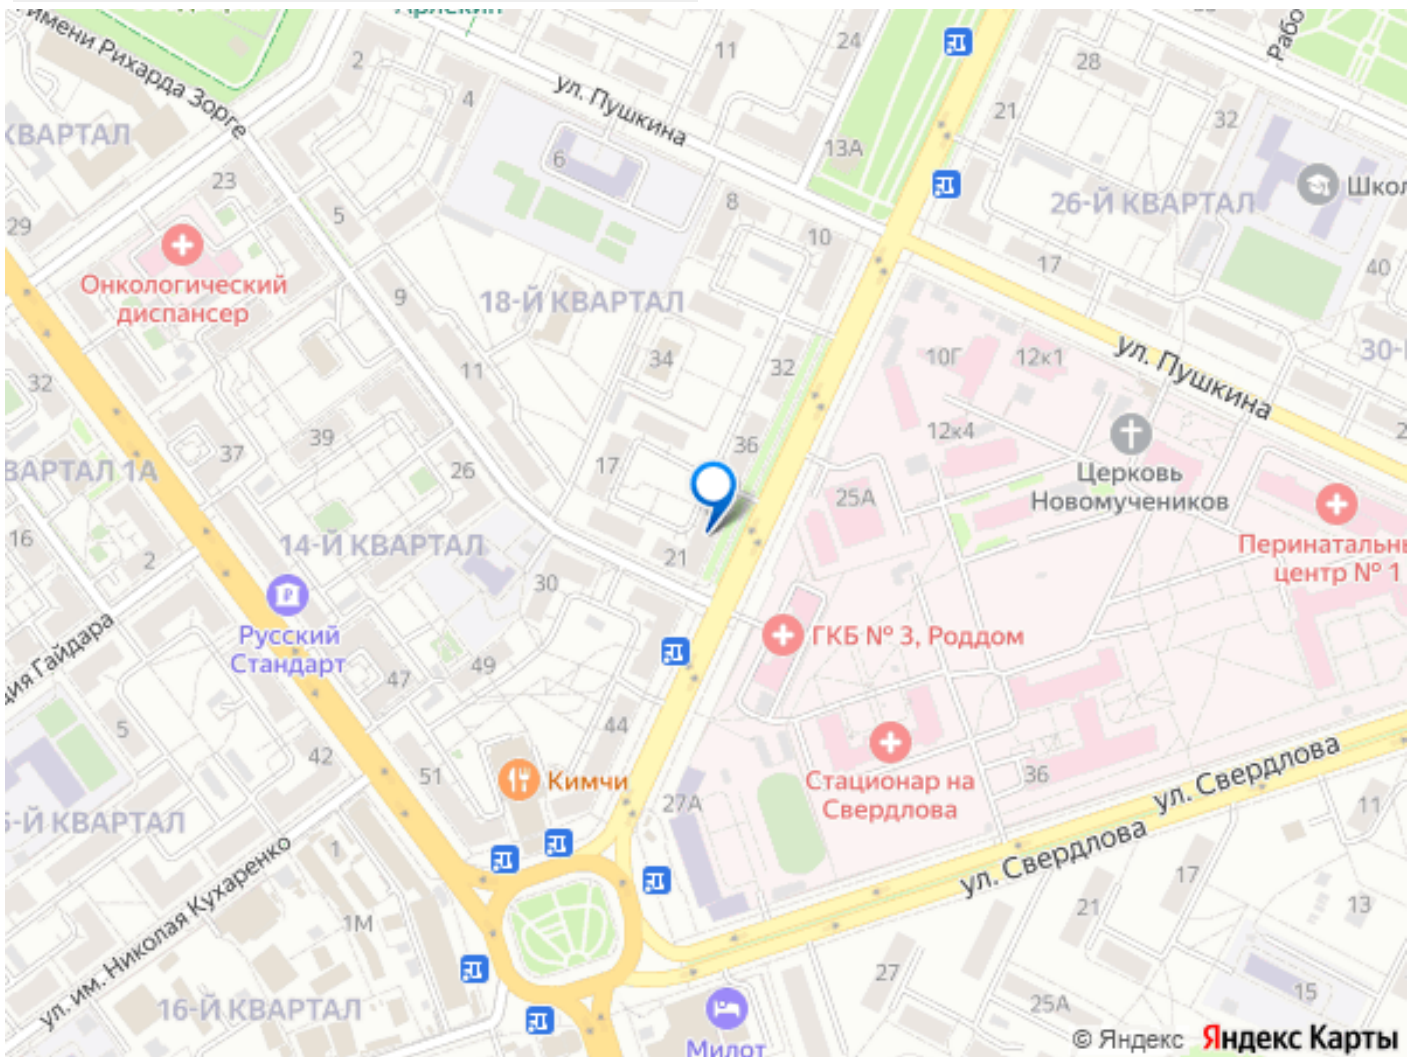 Арлекин
имени Рихарда Зорге
2
4
11
24
28
21
32
ул. Пушкина
6
13А
Школ
КВАРТАЛ
23
5
8
10
26-Й КВАРТАЛ
29
17
40
Онкологический
диспансер
9
18-Й КВАРТАЛ
34
32
10Г
12к1
ул. Пушкина
30-
32
11
39
37
36
12к4
Церковь
Новомучеников
ВАРТАЛ 1А
17
26
25А
Перинатальнь
центр № 1
16
2
14-Й КВАРТАЛ
30
21
Русский
Стандарт
ГКБ № 3, Роддом
ция Гайдара
49
47
5
44
42
51
Кимчи
Стационар на
Свердлова
36
27А
ул. Свердлова
11
-Й КВАРТАЛ
1
ул. Свердлова
17
ул. им. Николая Кухаренко
1М
21
13
27
25А
15
16-Й КВАРТАЛ
Милот
© Яндекс Яндекс Карты